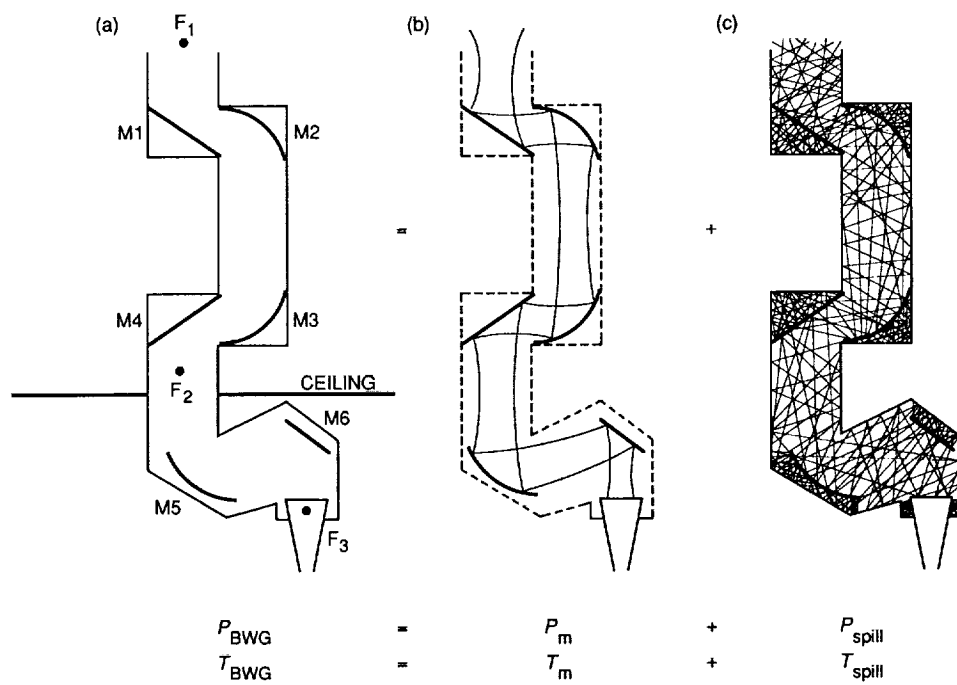 (a) F1 (b) (c)
M1 M2
= +
M4 M3
F2 CEILING
M6
M5
F3
PBWG = Pm + Pspill
TBWG = Tm + Tspill